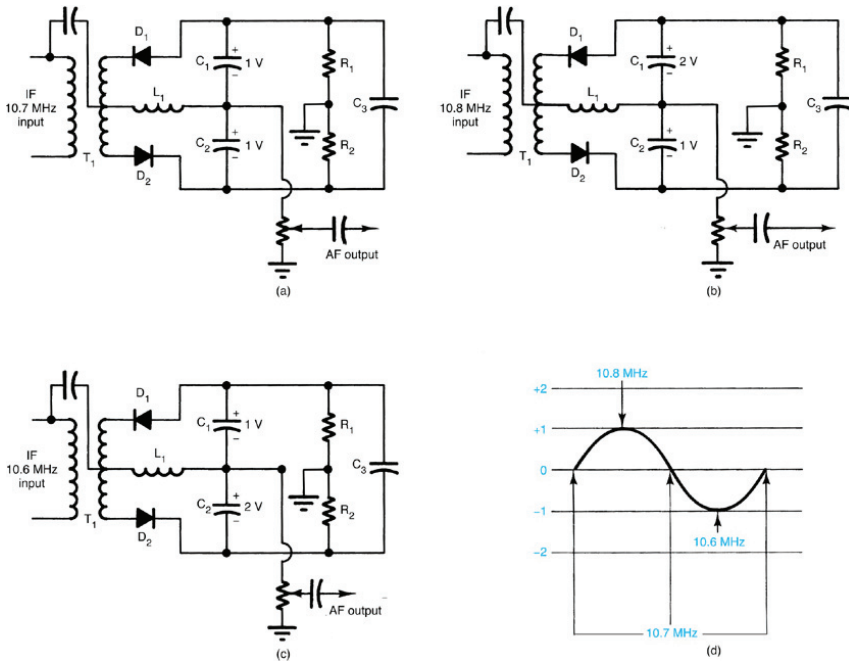 D1
C1
+
1 V
−
R1
IF
10.7 MHz
input
L1
C3
C2
+
1 V
−
R2
T1
D2
AF output
(a)
D1
C1
+
2 V
−
R1
IF
10.8 MHz
input
L1
C3
C2
+
1 V
−
R2
T1
D2
AF output
(b)
D1
C1
+
1 V
−
R1
IF
10.6 MHz
input
L1
C3
C2
+
2 V
−
R2
T1
D2
AF output
(c)
10.8 MHz
+2
+1
0
−1
10.6 MHz
−2
10.7 MHz
(d)